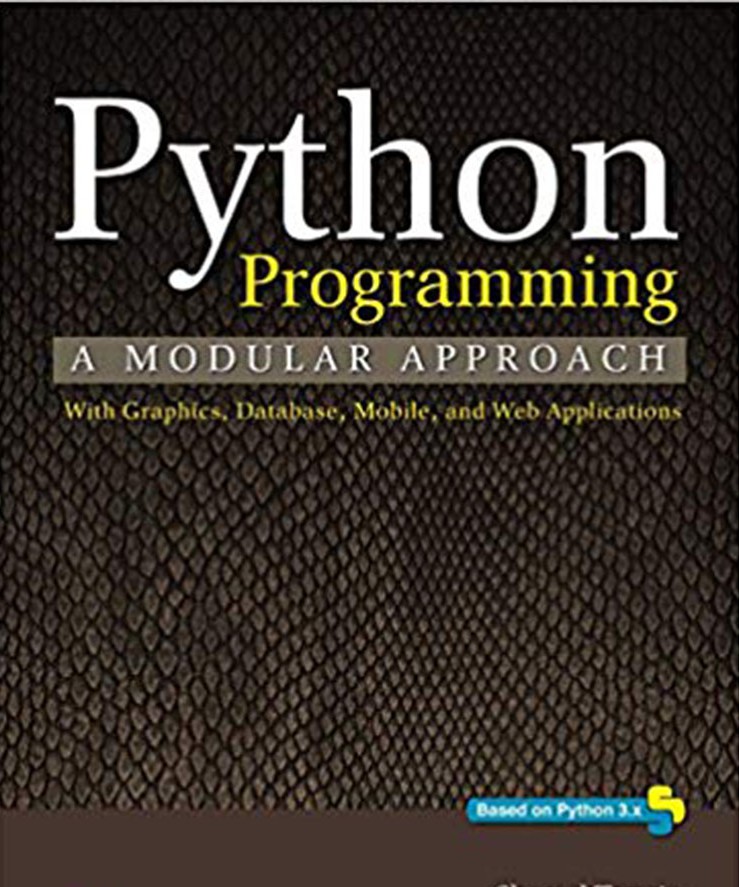 Python
Programming
A MODULAR APPROACH
With Graphics, Database, Mobile, and Web Applications
Based on Python 3.x